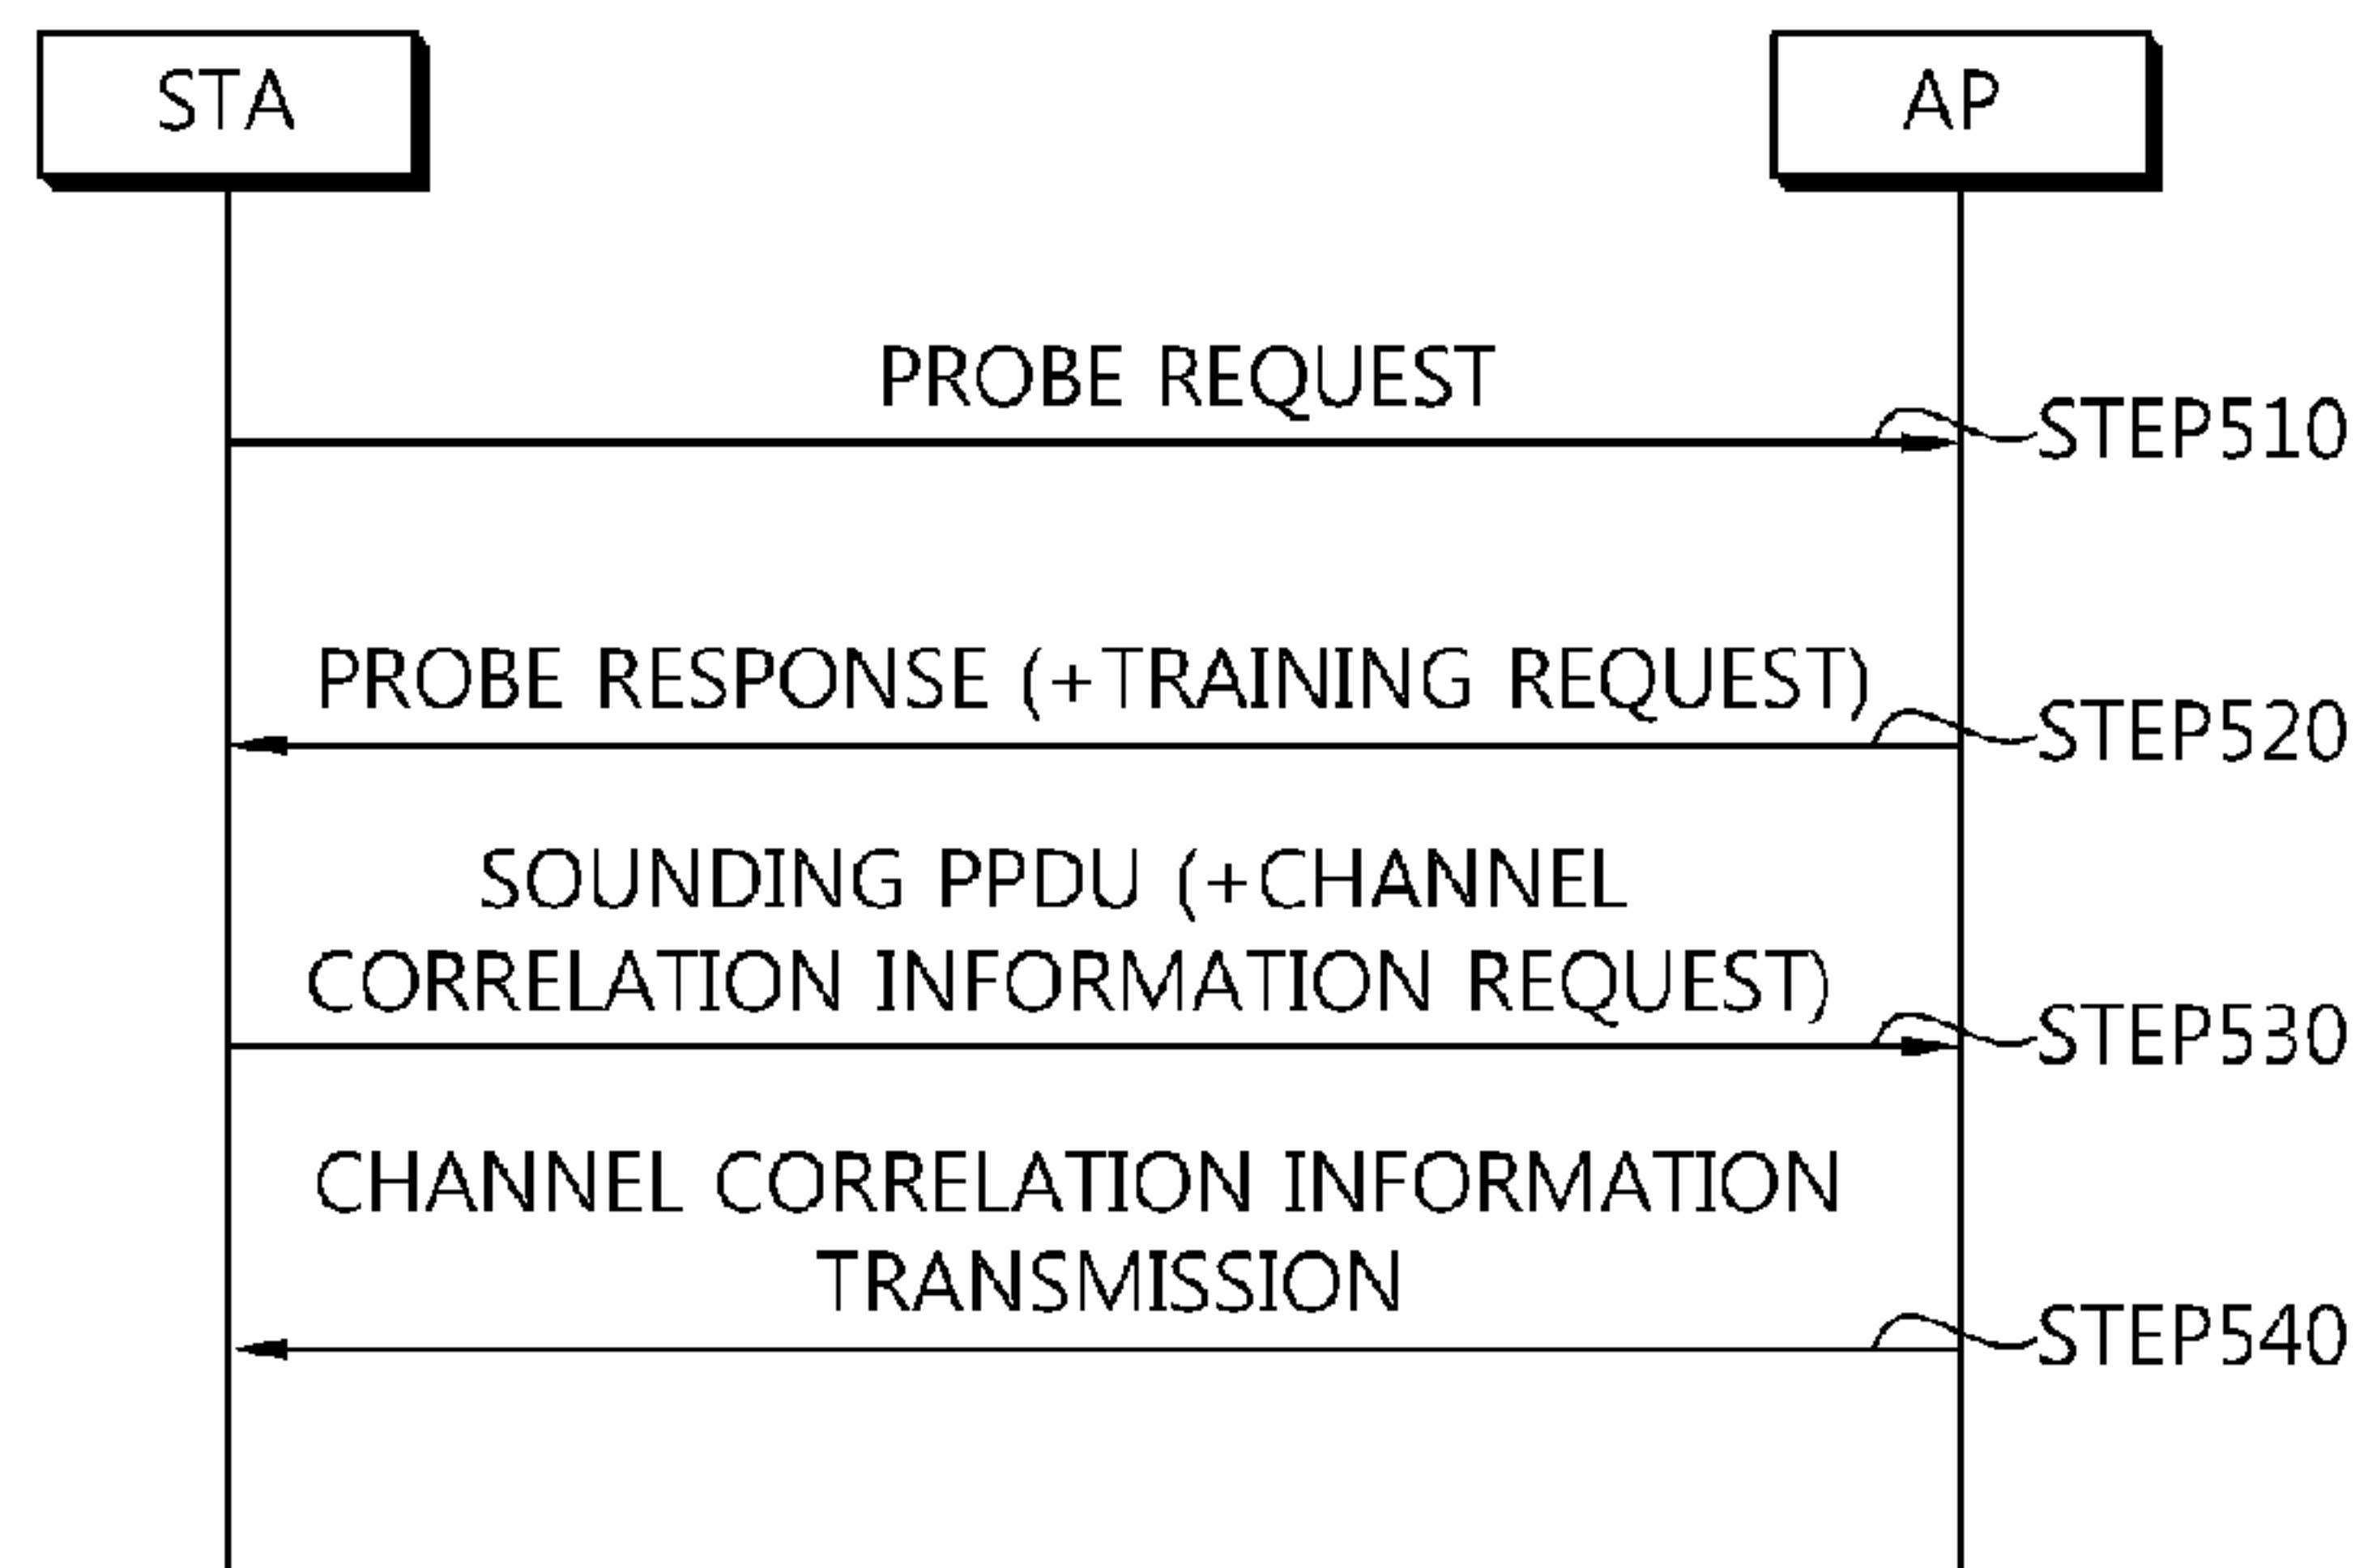 STA
AP
PROBE REQUEST
STEP510
PROBE RESPONSE (+TRAINING REQUEST)
STEP520
SOUNDING PPDU (+CHANNEL
CORRELATION INFORMATION REQUEST)
STEP530
CHANNEL CORRELATION INFORMATION
TRANSMISSION
STEP540